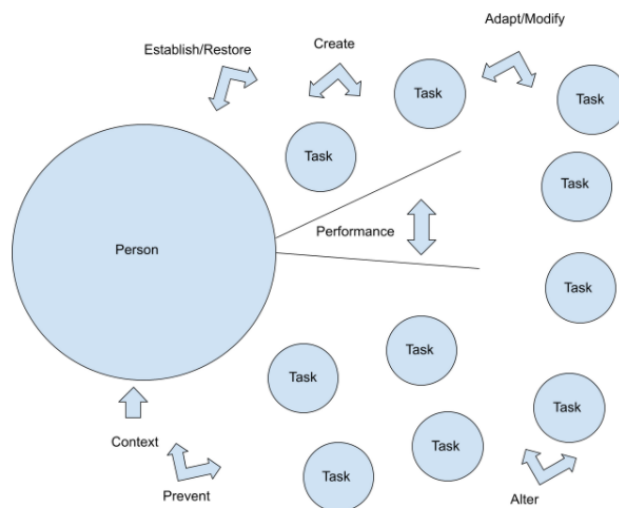 Establish/Restore
Create
Adapt/Modify
Task
Task
Task
Task
Person
Performance
Task
Task
Task
Task
Context
Prevent
Task
Task
Alter